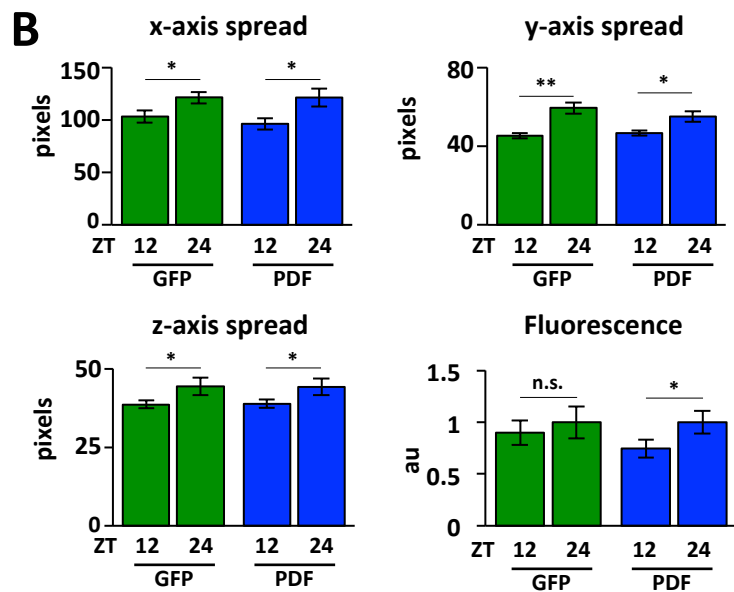 B
x-axis spread
pixels
150
100
50
0
* *
ZT 12 24 12 24
GFP PDF
y-axis spread
pixels
80
40
0
** *
ZT 12 24 12 24
GFP PDF
z-axis spread
pixels
50
25
0
* *
ZT 12 24 12 24
GFP PDF
Fluorescence
au
1.5
1
0.5
0
n.s. *
ZT 12 24 12 24
GFP PDF